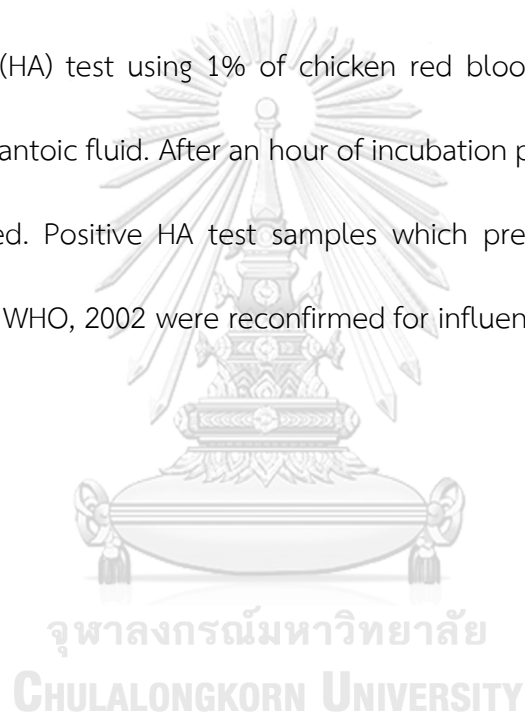 (HA) test using 1% of chicken red bloo
antoic fluid. After an hour of incubation p
ed. Positive HA test samples which pre
WHO, 2002 were reconfirmed for influen
จุฬาลงกรณ์มหาวิทยาลัย
CHULALONGKORN UNIVERSITY